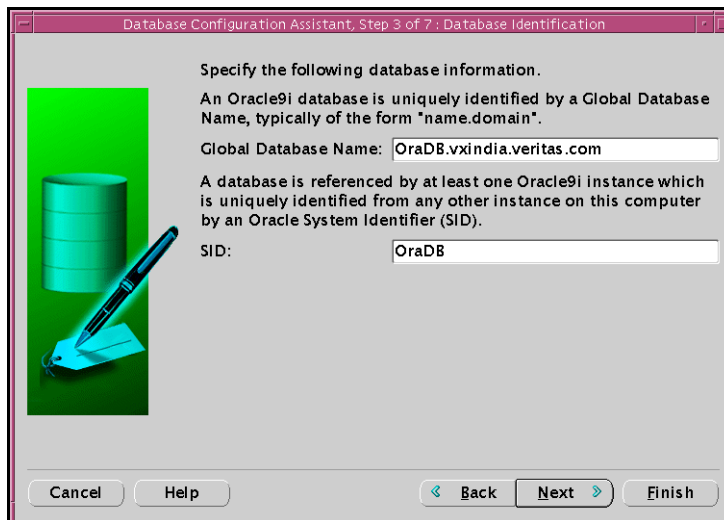 Database Configuration Assistant, Step 3 of 7 : Database Identification
Specify the following database information.
An Oracle9i database is uniquely identified by a Global Database
Name, typically of the form "name.domain".
Global Database Name: OraDB.vxindia.veritas.com
A database is referenced by at least one Oracle9i instance which
is uniquely identified from any other instance on this computer
by an Oracle System Identifier (SID).
SID: OraDB
Cancel Help Back Next Finish